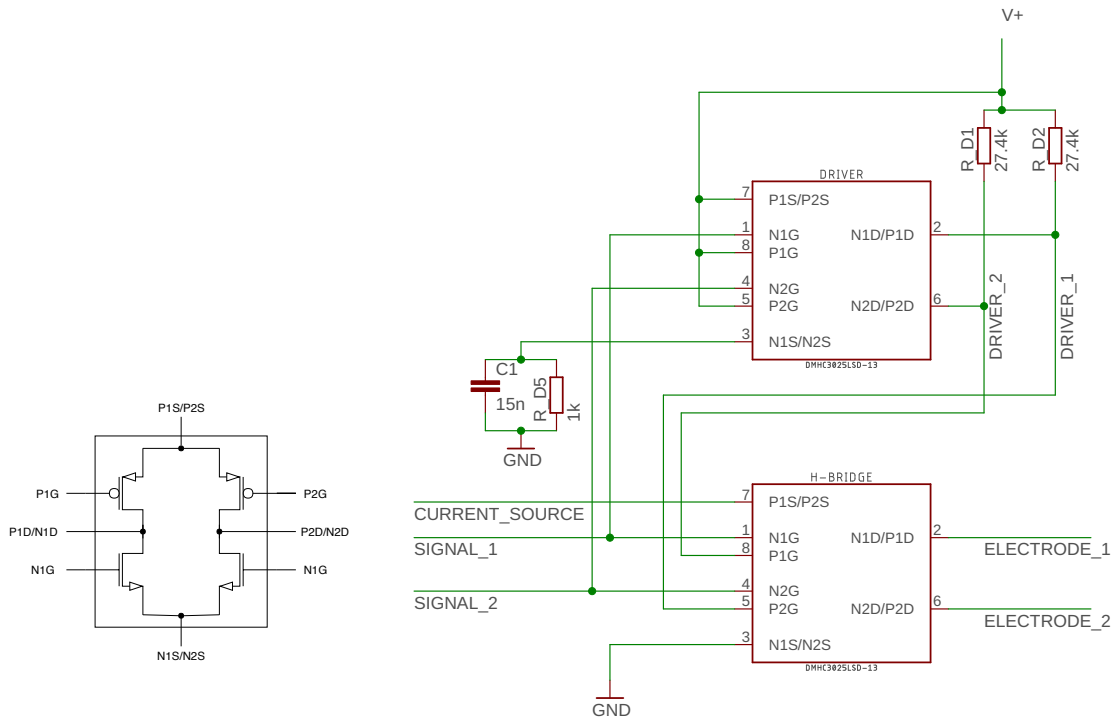 V+
R_D1
27.4k
R_D2
27.4k
DRIVER
7
P1S/P2S
1
N1G
N1D/P1D
2
8
P1G
4
N2G
5
P2G
N2D/P2D
6
3
N1S/N2S
DMHC3025LSD-13
DRIVER_2
DRIVER_1
C1
15n
R_D5
1k
GND
P1S/P2S
P1G
P2G
P1D/N1D
P2D/N2D
N1G
N1G
N1S/N2S
H-BRIDGE
CURRENT_SOURCE
7
P1S/P2S
SIGNAL_1
1
N1G
N1D/P1D
2
ELECTRODE_1
8
P1G
SIGNAL_2
4
N2G
5
P2G
N2D/P2D
6
ELECTRODE_2
3
N1S/N2S
DMHC3025LSD-13
GND